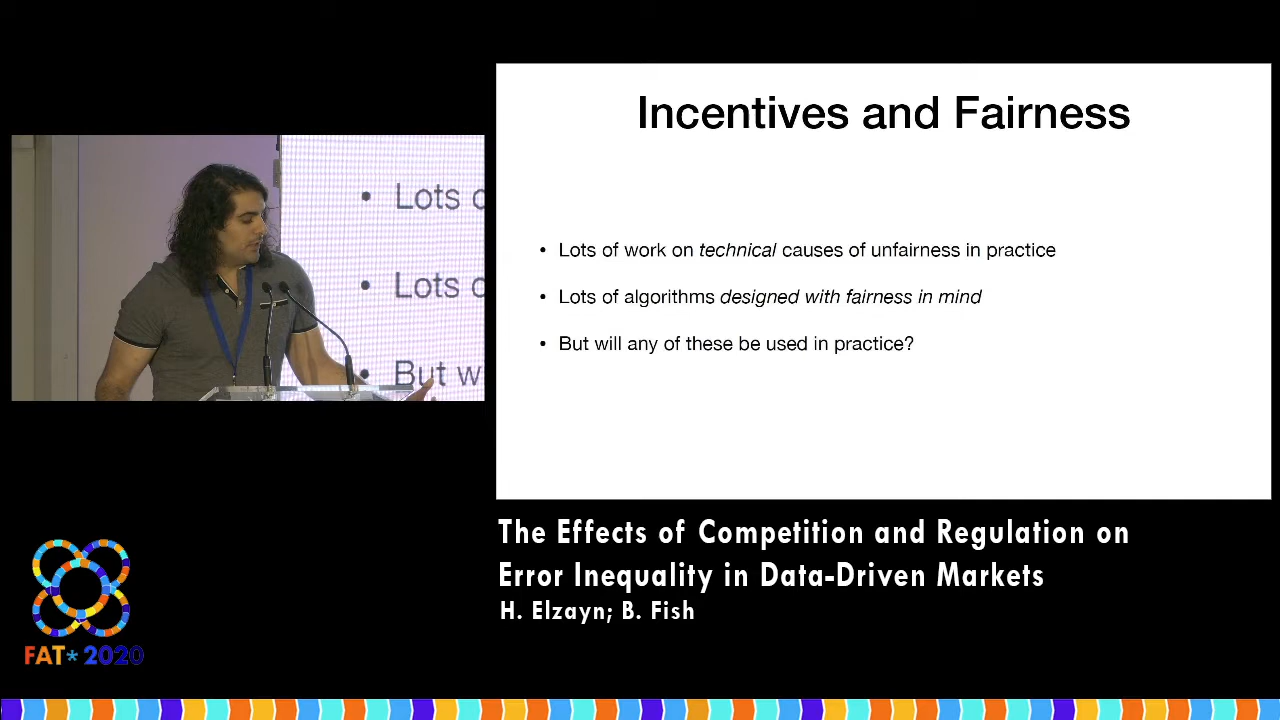 Incentives and Fairness
• Lots of work on technical causes of unfairness in practice
• Lots of algorithms designed with fairness in mind
• But will any of these be used in practice?
• Lots
• Lots
• But w
The Effects of Competition and Regulation on
Error Inequality in Data-Driven Markets
H. Elzayn; B. Fish
FAT* 2020